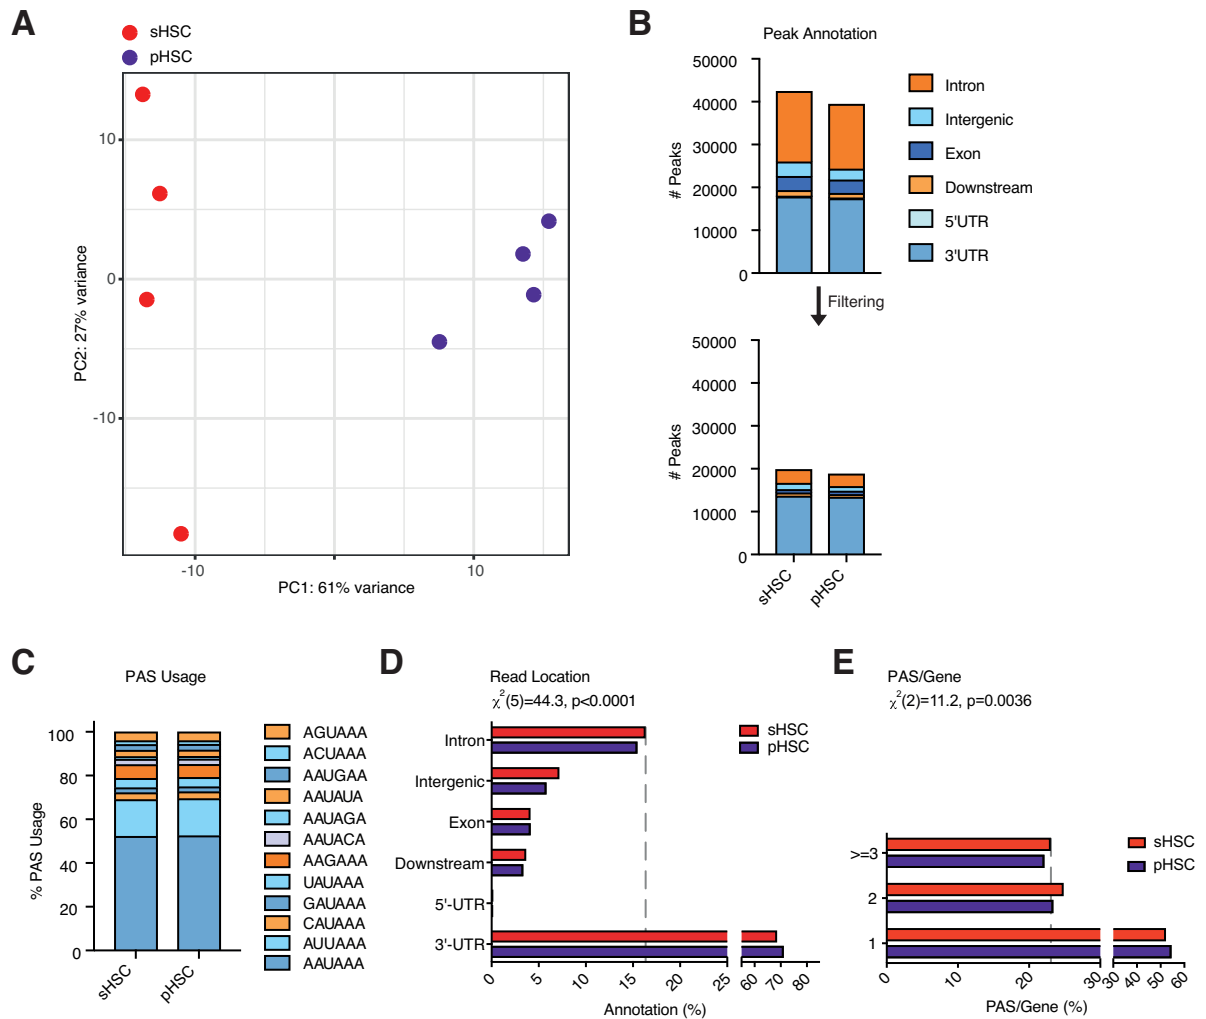 A
sHSC
pHSC
10
0
-10
PC2: 27% variance
-10
10
PC1: 61% variance
B
Peak Annotation
50000
40000
30000
20000
10000
0
# Peaks
Intron
Intergenic
Exon
Downstream
5'UTR
3'UTR
Filtering
50000
40000
30000
20000
10000
0
# Peaks
sHSC
pHSC
C
PAS Usage
100
80
60
40
20
0
% PAS Usage
sHSC
pHSC
AGUAAA
ACUAAA
AAUGAA
AAUAUA
AAUAGA
AAUACA
AAGAAA
UAUAAA
GAUAAA
CAUAAA
AUUAAA
AAUAAA
D
Read Location
χ²(5)=44.3, p<0.0001
sHSC
pHSC
Intron
Intergenic
Exon
Downstream
5'-UTR
3'-UTR
0
5
10
15
20
25
60
70
80
Annotation (%)
E
PAS/Gene
χ²(2)=11.2, p=0.0036
sHSC
pHSC
>=3
2
1
0
10
20
30
30
40
50
60
PAS/Gene (%)